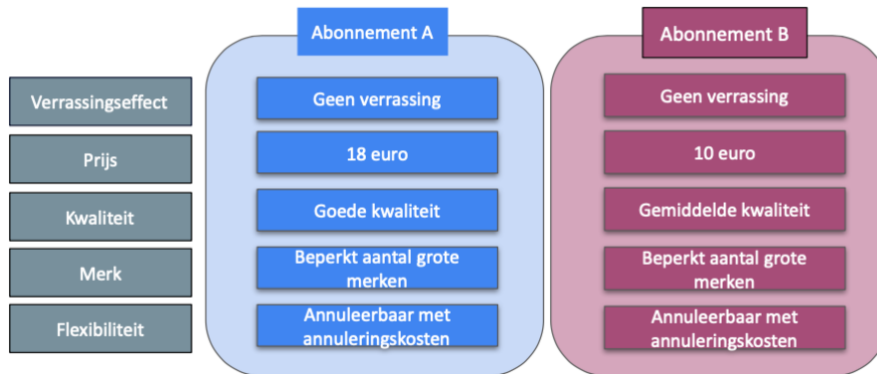 Abonnement A
Abonnement B
Verrassingseffect
Geen verrassing
Geen verrassing
Prijs
18 euro
10 euro
Kwaliteit
Goede kwaliteit
Gemiddelde kwaliteit
Merk
Beperkt aantal grote
merken
Beperkt aantal grote
merken
Flexibiliteit
Annuleerbaar met
annuleringskosten
Annuleerbaar met
annuleringskosten